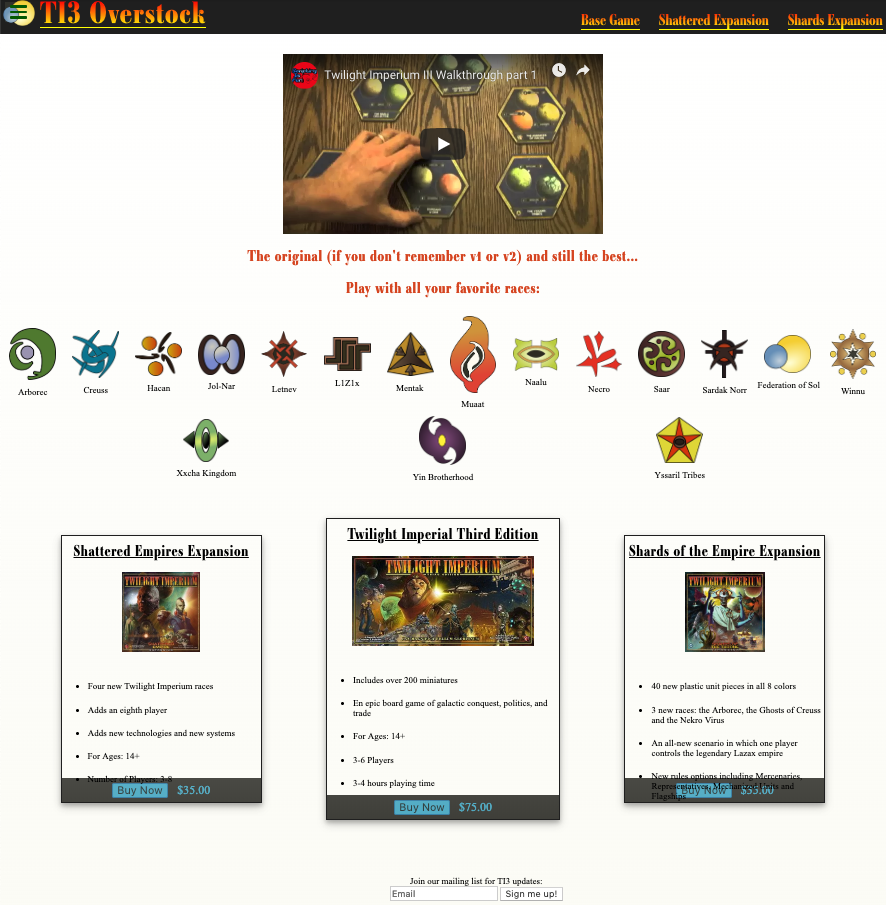 TI3 Overstock
Base Game Shattered Expansion Shards Expansion
Twilight Imperium III Walkthrough part 1
The original (if you don't remember v1 or v2) and still the best...
Play with all your favorite races:
Arborec Creuss Hacan Jol-Nar Letnev L1Z1x Mentak Muaat Naalu Necro Saar Sardak Norr Federation of Sol Winnu
Xxcha Kingdom Yin Brotherhood Yssaril Tribes
Shattered Empires Expansion
TWILIGHT IMPERIUM
Four new Twilight Imperium races
Adds an eighth player
Adds new technologies and new systems
For Ages: 14+
Number of Players: 3-8
Buy Now $35.00
Twilight Imperial Third Edition
TWILIGHT IMPERIUM
Includes over 200 miniatures
En epic board game of galactic conquest, politics, and
trade
For Ages: 14+
3-6 Players
3-4 hours playing time
Buy Now $75.00
Shards of the Empire Expansion
TWILIGHT IMPERIUM
40 new plastic unit pieces in all 8 colors
3 new races: the Arborec, the Ghosts of Creuss
and the Nekro Virus
An all-new scenario in which one player
controls the legendary Lazax empire
New rules options including Mercenaries,
Representatives, Mechanized Units and
Flagships
Buy Now $35.00
Join our mailing list for TI3 updates:
Email Sign me up!